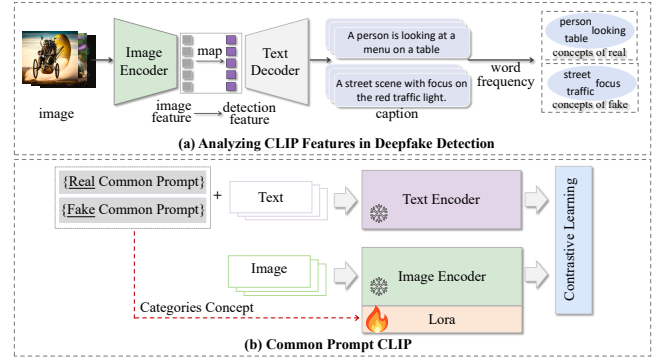 Image
Encoder
map
Text
Decoder
A person is looking at a
menu on a table
A street scene with focus on
the red traffic light.
word
frequency
person
looking
table
concepts of real
street
focus
traffic
concepts of fake
image
image
feature
detection
feature
caption
(a) Analyzing CLIP Features in Deepfake Detection
{Real Common Prompt}
{Fake Common Prompt}
+
Text
Text Encoder
Image
Image Encoder
Lora
Categories Concept
Contrastive Learning
(b) Common Prompt CLIP